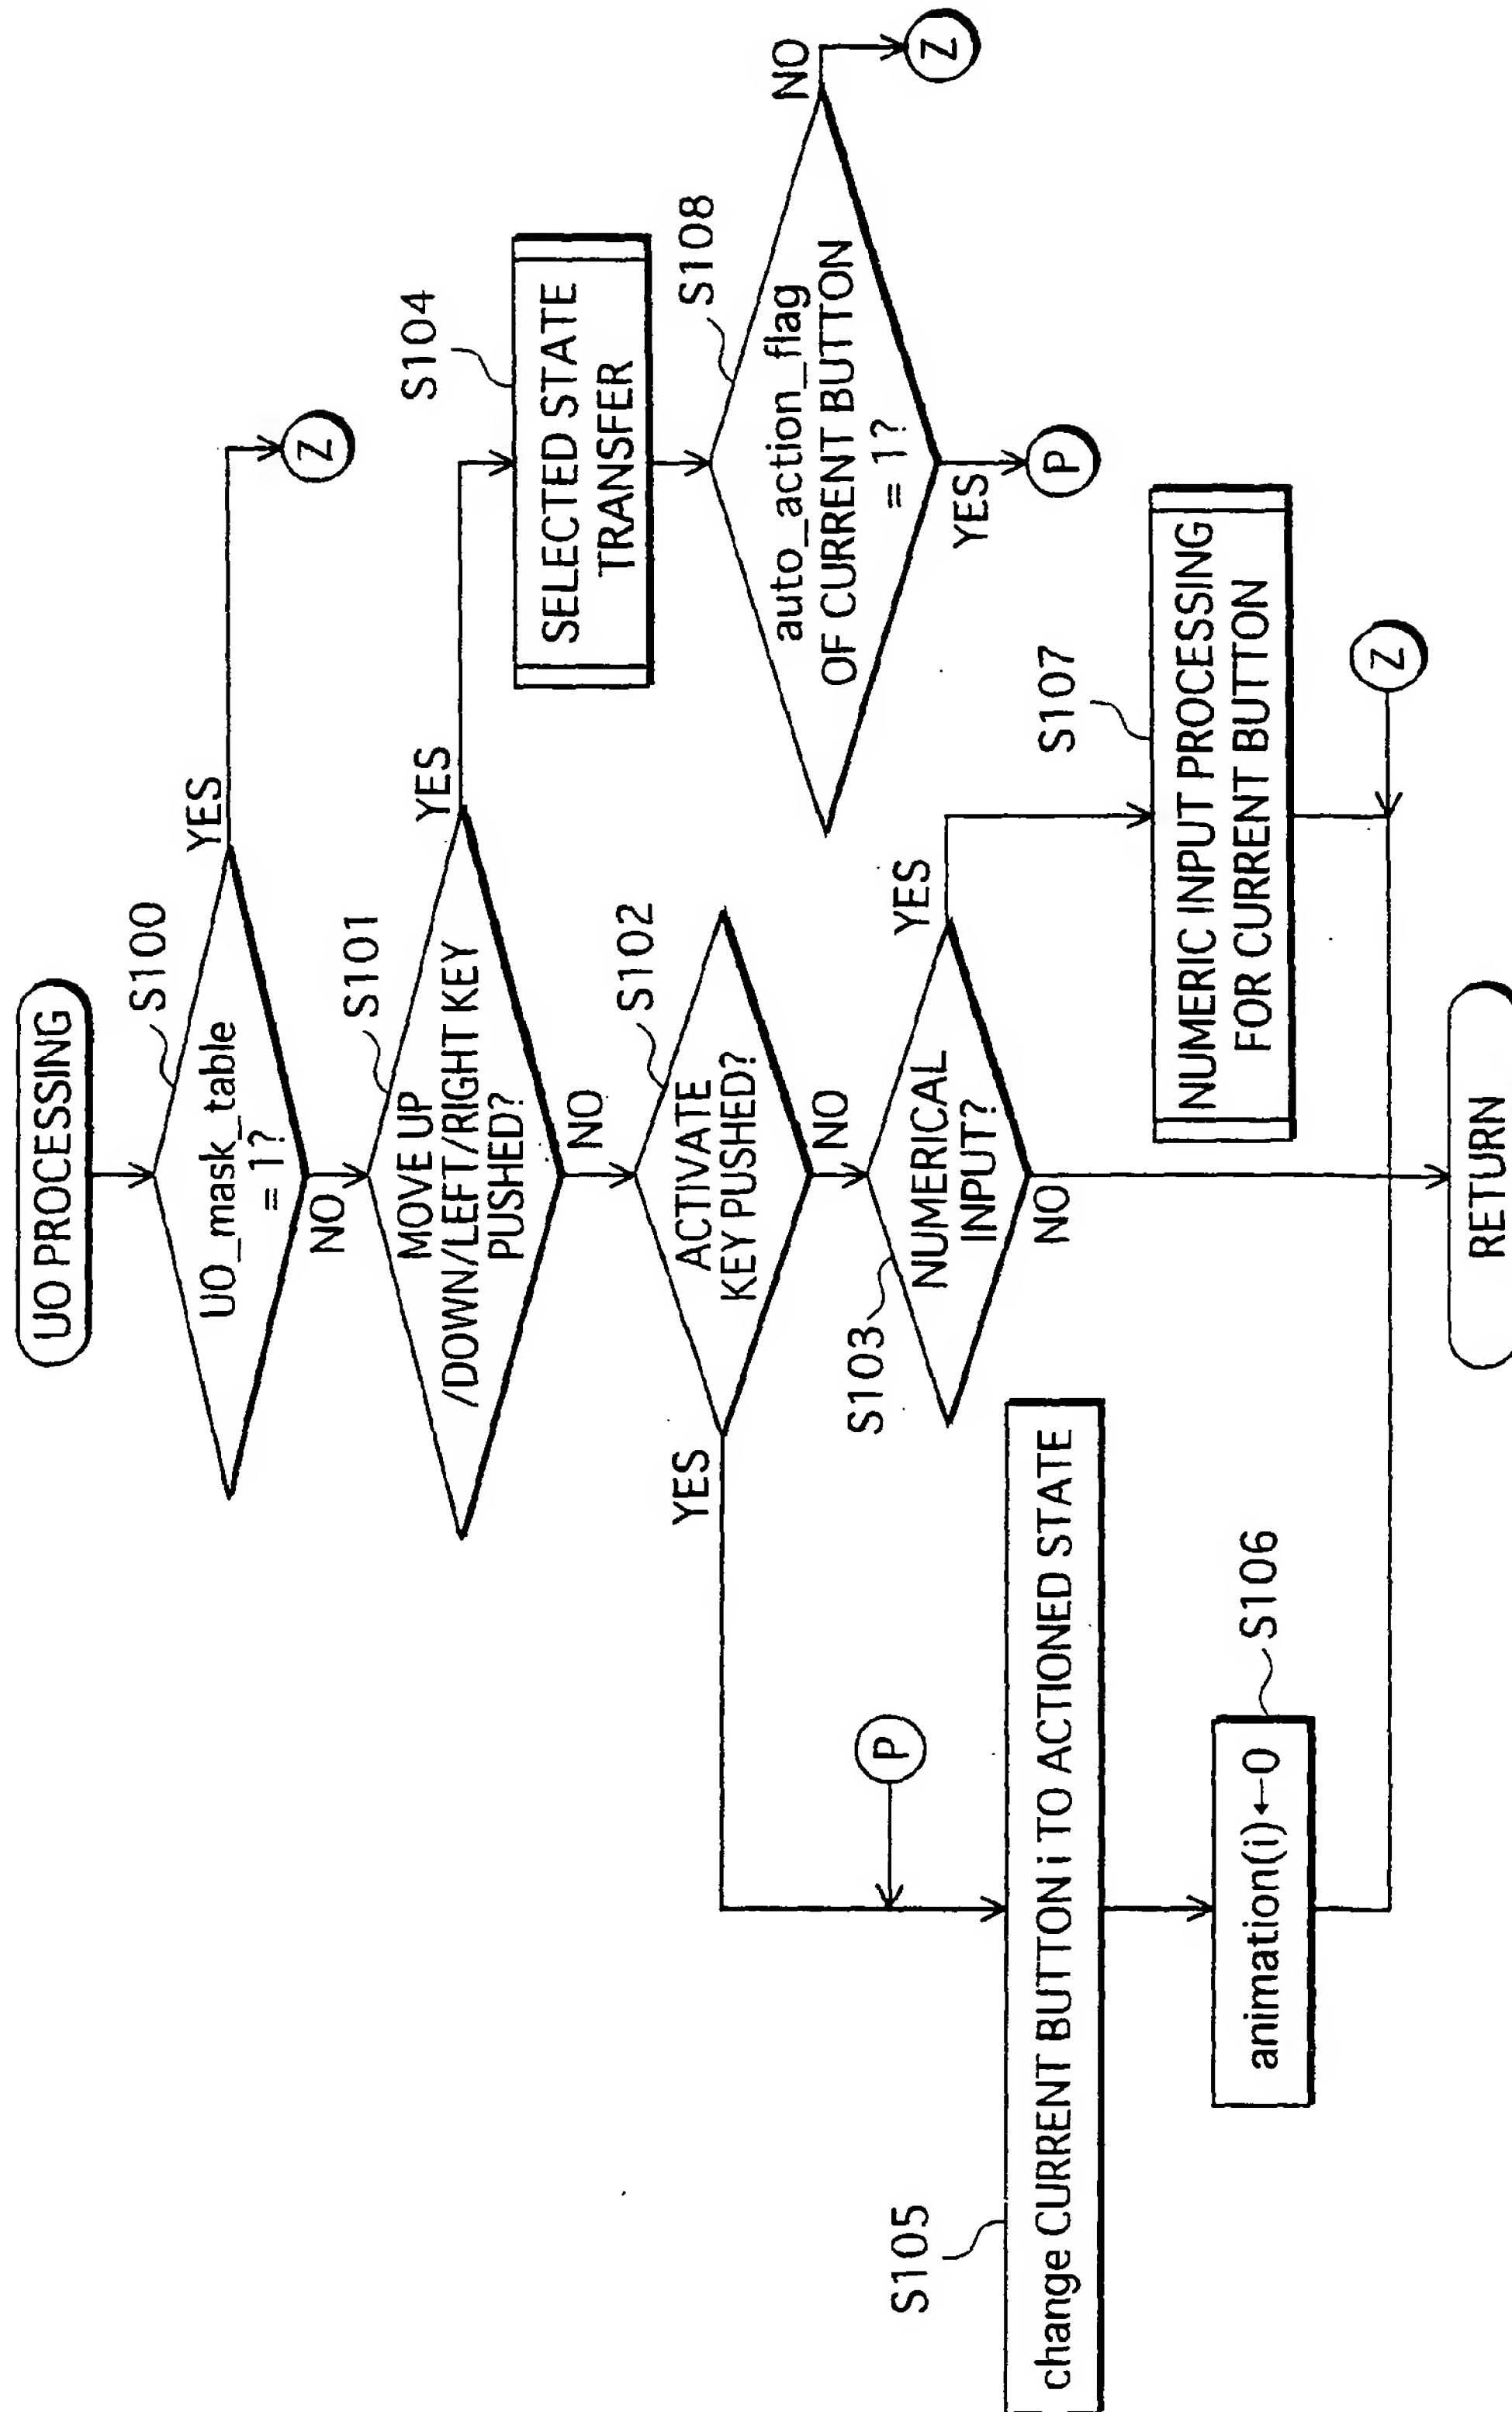 UO PROCESSING
S100
UO_mask_table
= 1?
YES
Z
NO
S101
MOVE UP
/DOWN/LEFT/RIGHT KEY
PUSHED?
YES
NO
S104
SELECTED STATE
TRANSFER
S108
auto_action_flag
OF CURRENT BUTTON
= 1?
NO
Z
YES
P
S102
ACTIVATE
KEY PUSHED?
YES
NO
S103
NUMERICAL
INPUT?
YES
NO
S107
NUMERIC INPUT PROCESSING
FOR CURRENT BUTTON
Z
P
S105
change CURRENT BUTTON i TO ACTIONED STATE
S106
animation(i)←0
RETURN